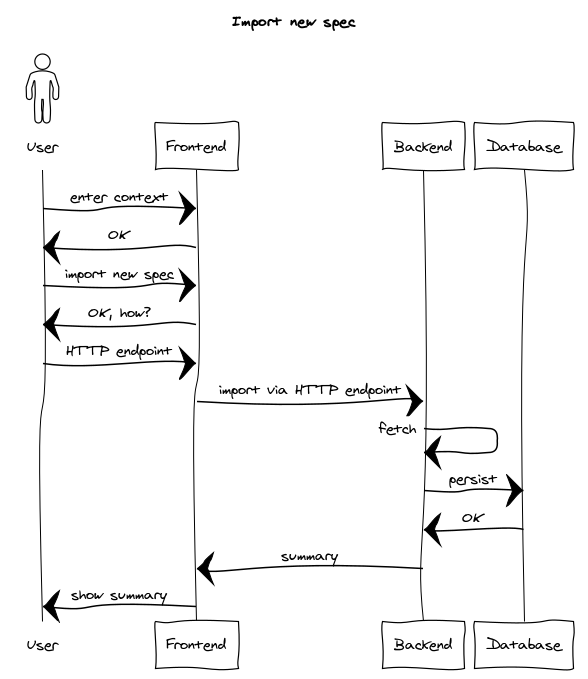 Import new spec
User
Frontend
Backend
Database
enter context
OK
import new spec
OK, how?
HTTP endpoint
import via HTTP endpoint
fetch
persist
OK
summary
show summary
User
Frontend
Backend
Database